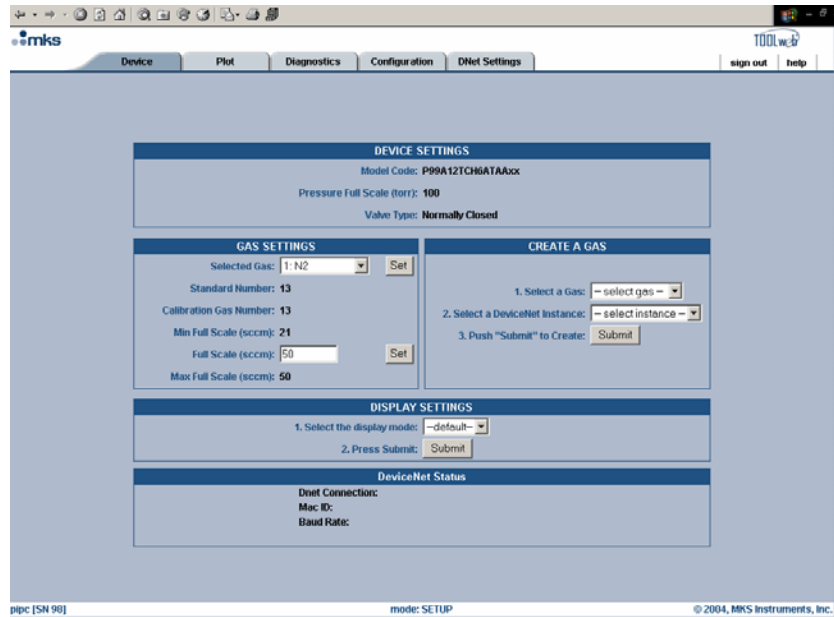 mks
TOOLweb
Device Plot Diagnostics Configuration DNet Settings
sign out help
DEVICE SETTINGS
Model Code: P99A12TCH6ATAAxx
Pressure Full Scale (torr): 100
Valve Type: Normally Closed
GAS SETTINGS
Selected Gas: 1: N2 Set
Standard Number: 13
Calibration Gas Number: 13
Min Full Scale (sccm): 21
Full Scale (sccm): 50 Set
Max Full Scale (sccm): 50
CREATE A GAS
1. Select a Gas: -- select gas --
2. Select a DeviceNet Instance: -- select instance --
3. Push "Submit" to Create: Submit
DISPLAY SETTINGS
1. Select the display mode: --default--
2. Press Submit: Submit
DeviceNet Status
Dnet Connection:
Mac ID:
Baud Rate:
pipc [SN 98] mode: SETUP © 2004, MKS Instruments, Inc.